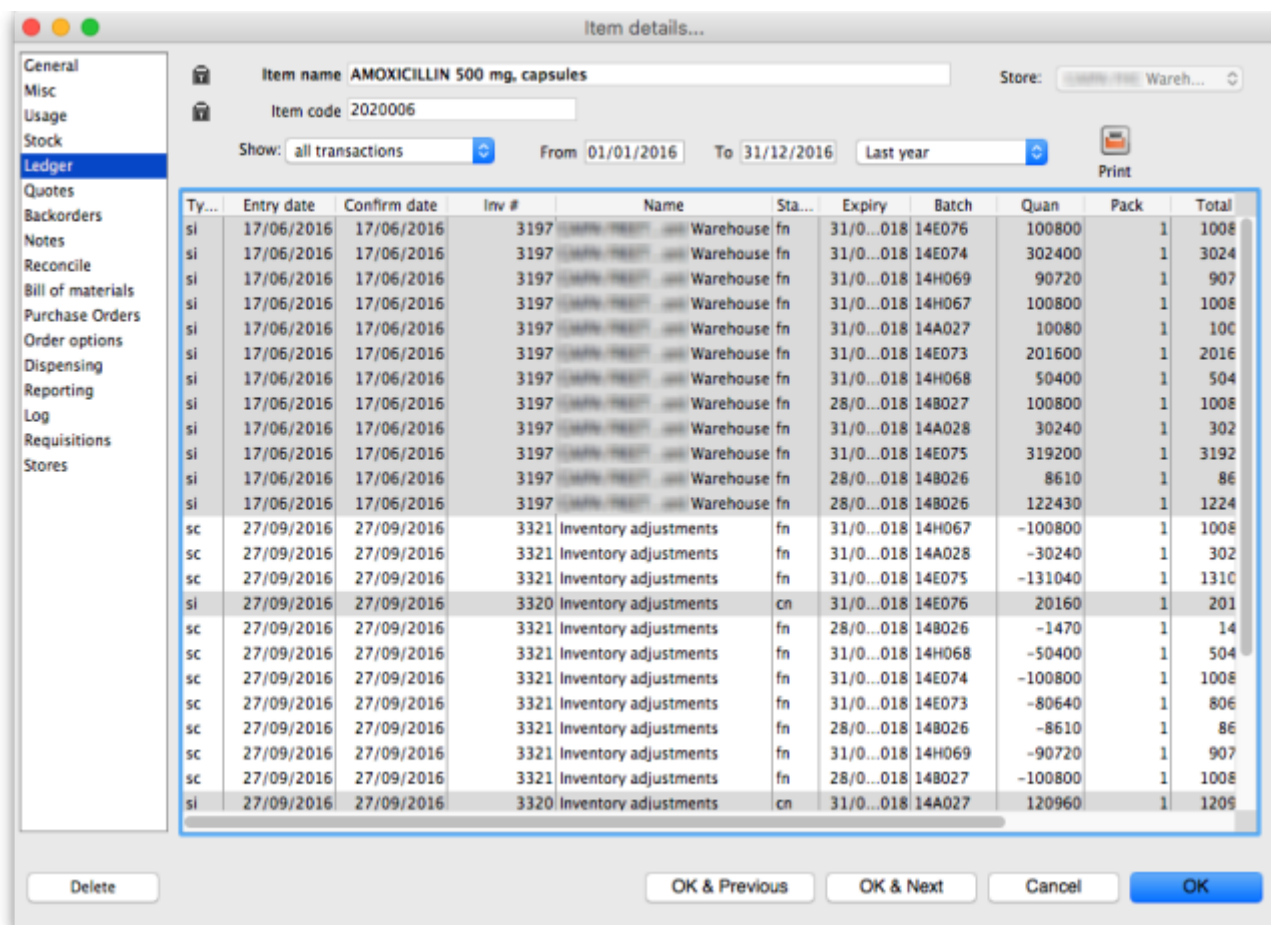 Item details...
General
Misc
Usage
Stock
Ledger
Quotes
Backorders
Notes
Reconcile
Bill of materials
Purchase Orders
Order options
Dispensing
Reporting
Log
Requisitions
Stores
Item name AMOXICILLIN 500 mg, capsules Store: Wareh...
Item code 2020006
Show: all transactions From 01/01/2016 To 31/12/2016 Last year
Print
Ty... Entry date Confirm date Inv # Name Sta... Expiry Batch Quan Pack Total
si 17/06/2016 17/06/2016 3197 Warehouse fn 31/0...018 14E076 100800 1 1008
si 17/06/2016 17/06/2016 3197 Warehouse fn 31/0...018 14E074 302400 1 3024
si 17/06/2016 17/06/2016 3197 Warehouse fn 31/0...018 14H069 90720 1 907
si 17/06/2016 17/06/2016 3197 Warehouse fn 31/0...018 14H067 100800 1 1008
si 17/06/2016 17/06/2016 3197 Warehouse fn 31/0...018 14A027 10080 1 100
si 17/06/2016 17/06/2016 3197 Warehouse fn 31/0...018 14E073 201600 1 2016
si 17/06/2016 17/06/2016 3197 Warehouse fn 31/0...018 14H068 50400 1 504
si 17/06/2016 17/06/2016 3197 Warehouse fn 28/0...018 14B027 100800 1 1008
si 17/06/2016 17/06/2016 3197 Warehouse fn 31/0...018 14A028 30240 1 302
si 17/06/2016 17/06/2016 3197 Warehouse fn 31/0...018 14E075 319200 1 3192
si 17/06/2016 17/06/2016 3197 Warehouse fn 28/0...018 14B026 8610 1 86
si 17/06/2016 17/06/2016 3197 Warehouse fn 28/0...018 14B026 122430 1 1224
sc 27/09/2016 27/09/2016 3321 Inventory adjustments fn 31/0...018 14H067 -100800 1 1008
sc 27/09/2016 27/09/2016 3321 Inventory adjustments fn 31/0...018 14A028 -30240 1 302
sc 27/09/2016 27/09/2016 3321 Inventory adjustments fn 31/0...018 14E075 -131040 1 1310
si 27/09/2016 27/09/2016 3320 Inventory adjustments cn 31/0...018 14E076 20160 1 201
sc 27/09/2016 27/09/2016 3321 Inventory adjustments fn 28/0...018 14B026 -1470 1 14
sc 27/09/2016 27/09/2016 3321 Inventory adjustments fn 31/0...018 14H068 -50400 1 504
sc 27/09/2016 27/09/2016 3321 Inventory adjustments fn 31/0...018 14E074 -100800 1 1008
sc 27/09/2016 27/09/2016 3321 Inventory adjustments fn 31/0...018 14E073 -80640 1 806
sc 27/09/2016 27/09/2016 3321 Inventory adjustments fn 28/0...018 14B026 -8610 1 86
sc 27/09/2016 27/09/2016 3321 Inventory adjustments fn 31/0...018 14H069 -90720 1 907
sc 27/09/2016 27/09/2016 3321 Inventory adjustments fn 28/0...018 14B027 -100800 1 1008
si 27/09/2016 27/09/2016 3320 Inventory adjustments cn 31/0...018 14A027 120960 1 1209
Delete OK & Previous OK & Next Cancel OK